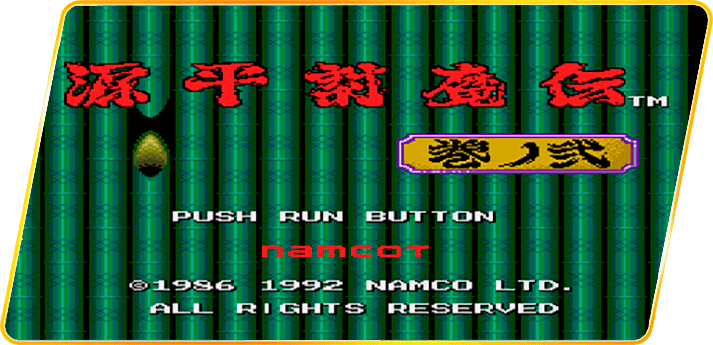 源平討魔伝™
巻ノ弐
PUSH RUN BUTTON
namcot
©1986 1992 NAMCO LTD.
ALL RIGHTS RESERVED